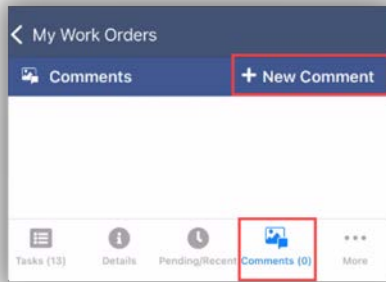 My Work Orders
Comments + New Comment
Tasks (13) Details Pending/Recent Comments (0) More